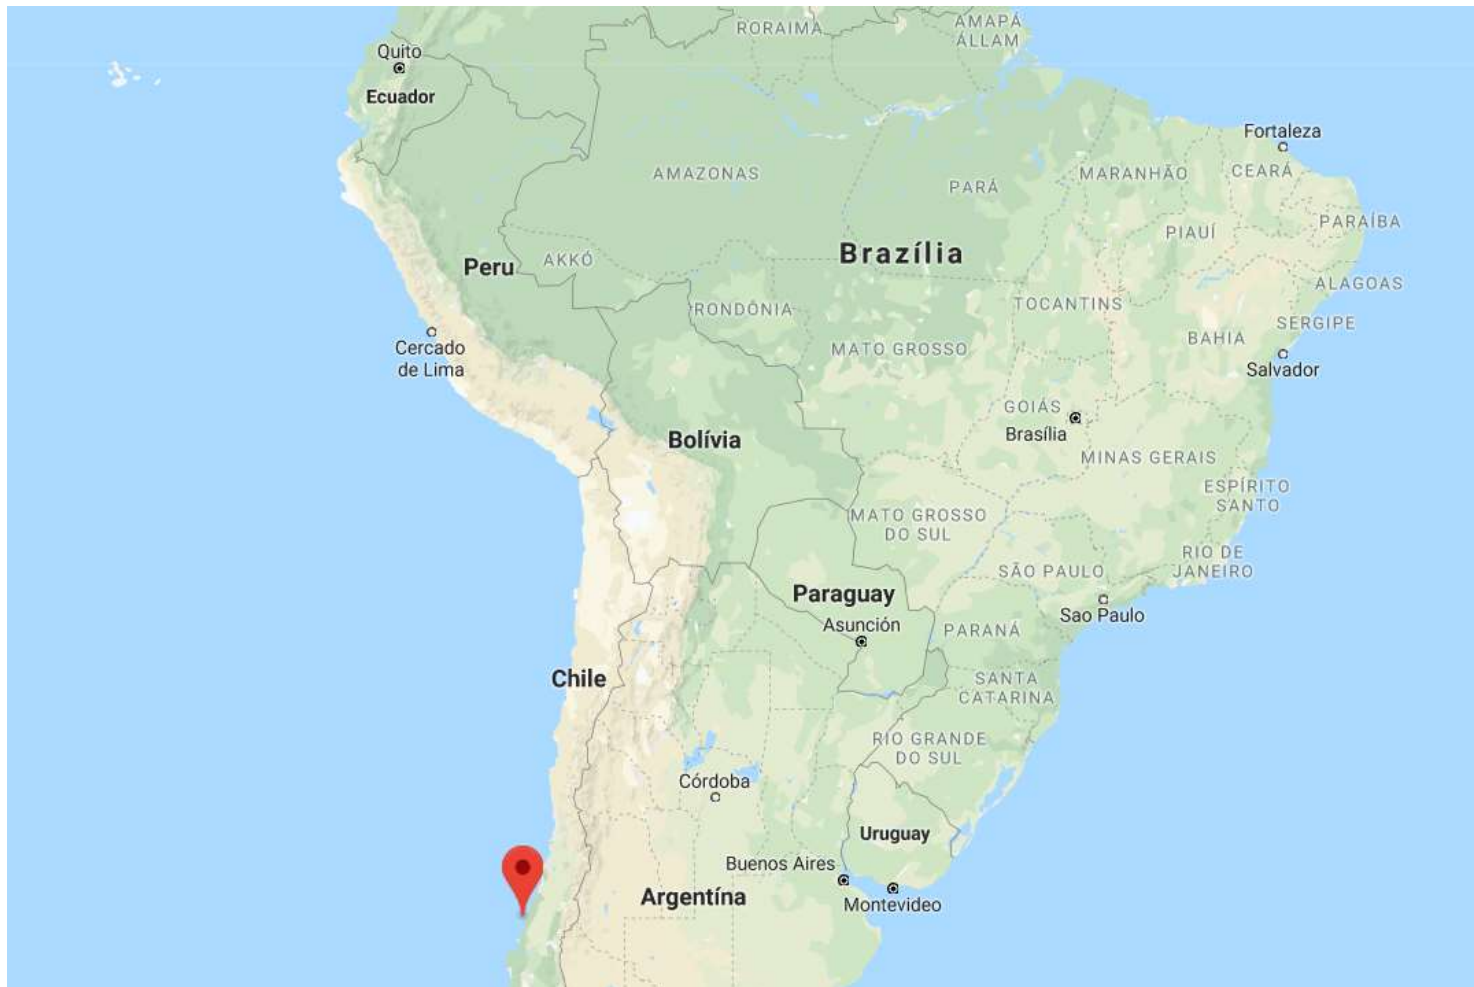 RORAIMA
AMAPÁ
ÁLLAM
Quito
Ecuador
Fortaleza
AMAZONAS
PARÁ
MARANHÃO
CEARÁ
PARAÍBA
PIAUÍ
Brazília
Peru
AKKÓ
ALAGOAS
RONDÔNIA
TOCANTINS
SERGIPE
BAHIA
Cercado
de Lima
MATO GROSSO
Salvador
GOIÁS
Brasília
Bolívia
MINAS GERAIS
ESPÍRITO
SANTO
MATO GROSSO
DO SUL
RIO DE
JANEIRO
SÃO PAULO
Paraguay
Sao Paulo
Asunción
PARANÁ
Chile
SANTA
CATARINA
RIO GRANDE
DO SUL
Córdoba
Uruguay
Buenos Aires
Argentína
Montevideo